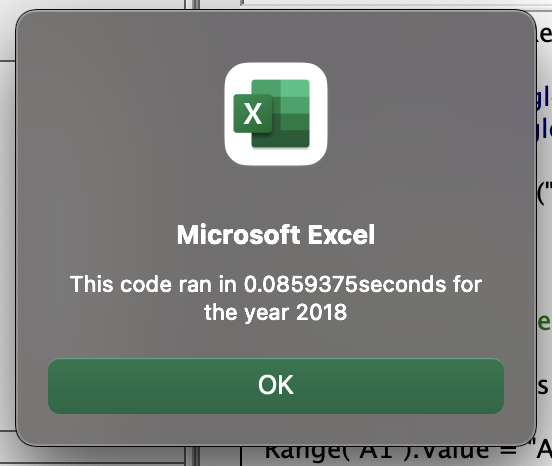 X
Microsoft Excel
This code ran in 0.0859375seconds for
the year 2018
OK
Range("A1").Value = "A